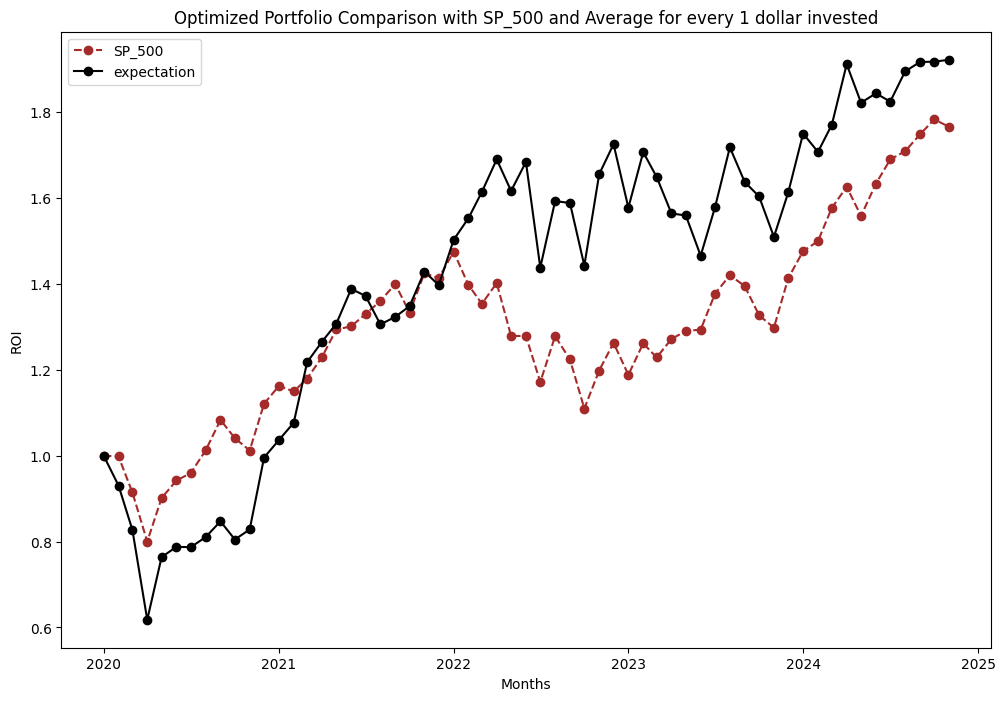 Optimized Portfolio Comparison with SP_500 and Average for every 1 dollar invested
SP_500
expectation
ROI
1.8
1.6
1.4
1.2
1.0
0.8
0.6
2020 2021 2022 2023 2024 2025
Months